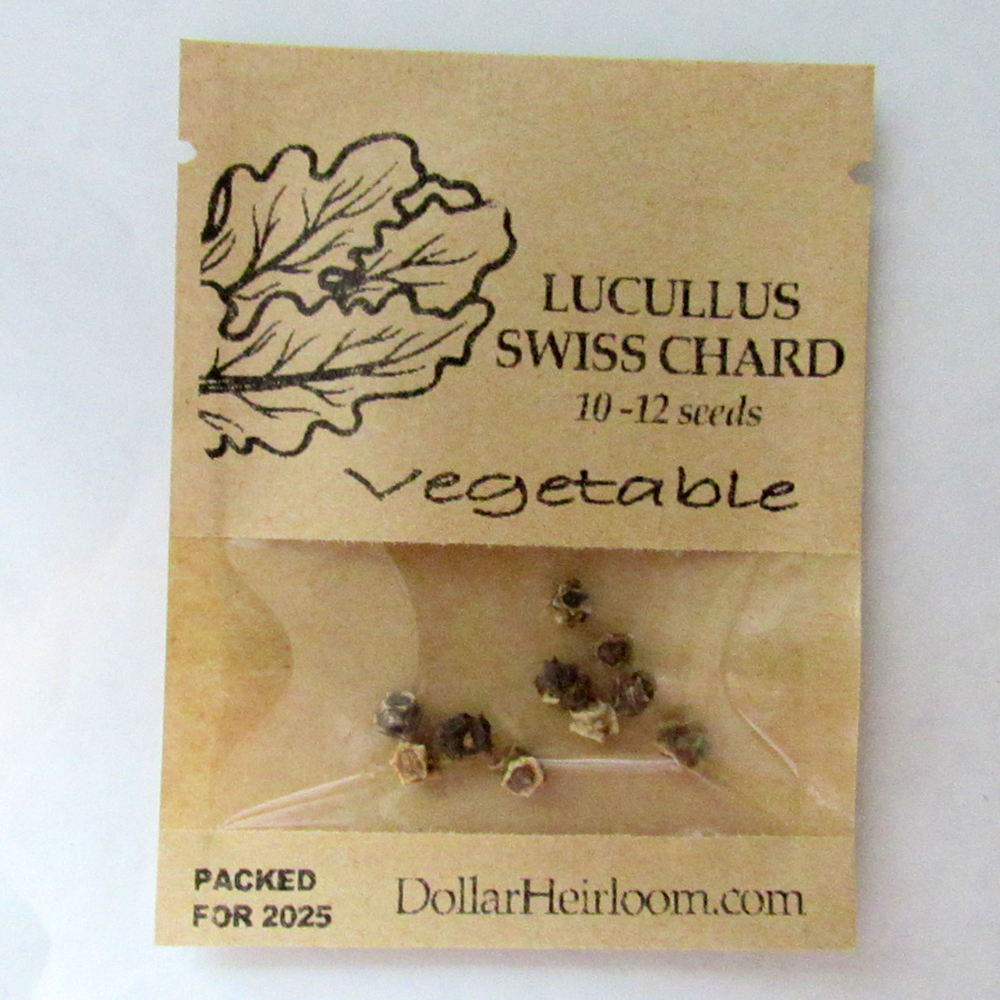 LUCULLUS
SWISS CHARD
10-12 seeds
vegetable
PACKED
FOR 2025
DollarHeirloom.com